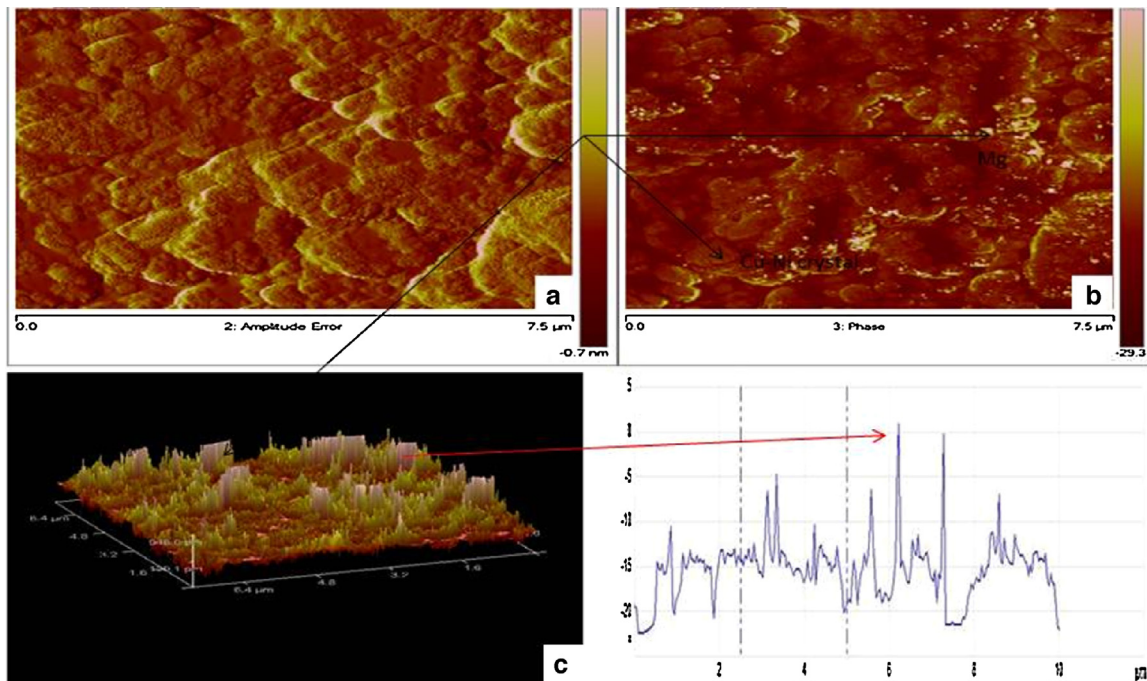 a
0.0 2: Amplitude Error 7.5 µm
-0.7 nm
Mg
Cu-Ni crystal
b
0.0 3: Phase 7.5 µm
-29.3
6.4 µm
4.8
3.2
1.6
6.4 µm
4.8
3.2
1.6
c
5
0
-5
-10
-15
-20
2 4 6 8 10 µm